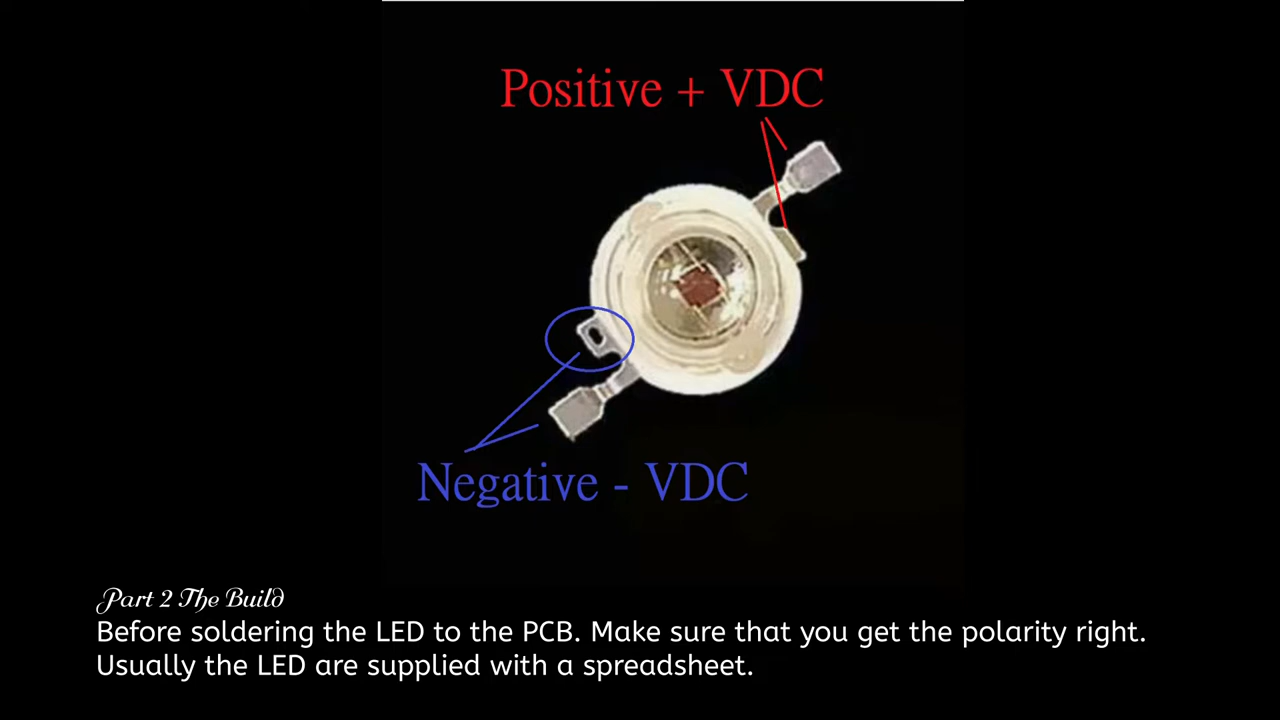 Positive + VDC
Negative - VDC
Part 2 The Build
Before soldering the LED to the PCB. Make sure that you get the polarity right.
Usually the LED are supplied with a spreadsheet.